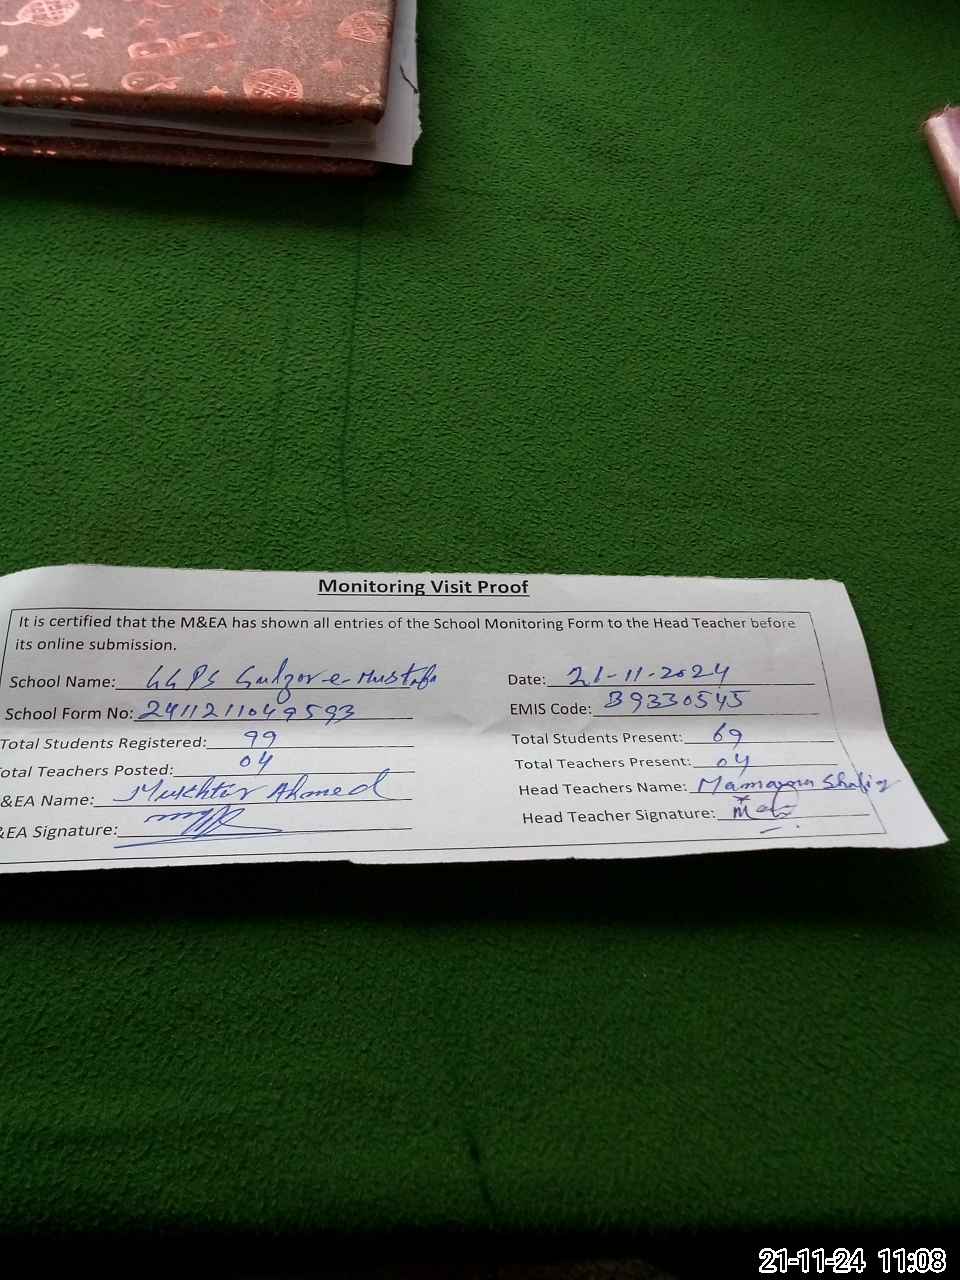 Monitoring Visit Proof
It is certified that the M&EA has shown all entries of the School Monitoring Form to the Head Teacher before
its online submission.
School Name: GGPS Gulzar-e-Mustafa Date: 21-11-2024
School Form No: 2411211049593 EMIS Code: B9330545
Total Students Registered: 99 Total Students Present: 69
Total Teachers Posted: 04 Total Teachers Present: 04
&EA Name: Mukhtar Ahmed Head Teachers Name: Shafiq
&EA Signature: Head Teacher Signature:
21-11-24 11:08